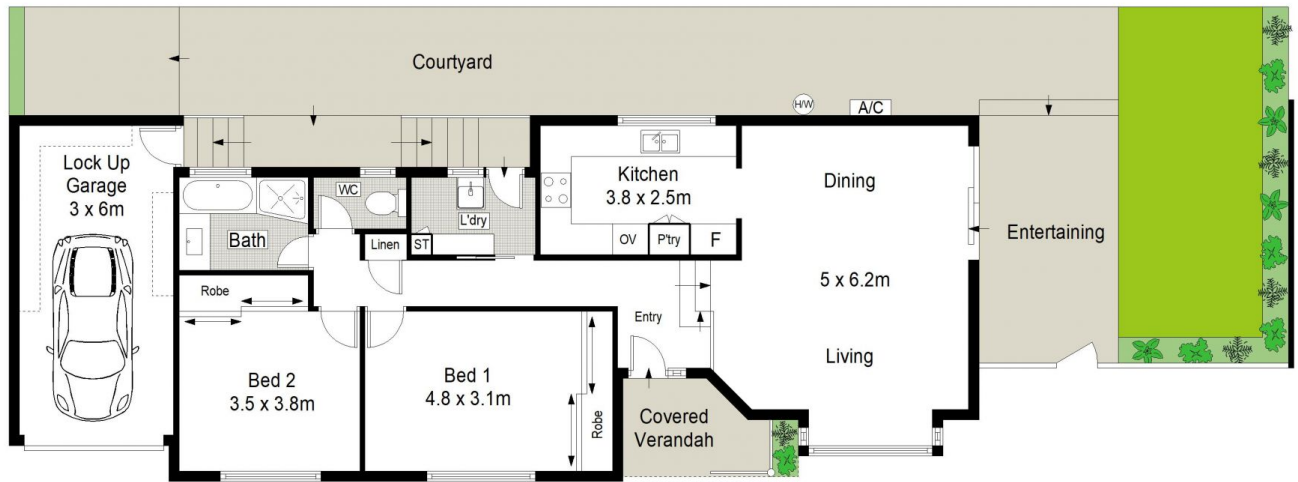 Courtyard
H/W
A/C
Lock Up
Garage
3 x 6m
WC
L'dry
Bath
Linen
ST
Kitchen
3.8 x 2.5m
OV
P'try
F
Dining
5 x 6.2m
Living
Entertaining
Robe
Entry
Bed 2
3.5 x 3.8m
Bed 1
4.8 x 3.1m
Robe
Covered
Verandah